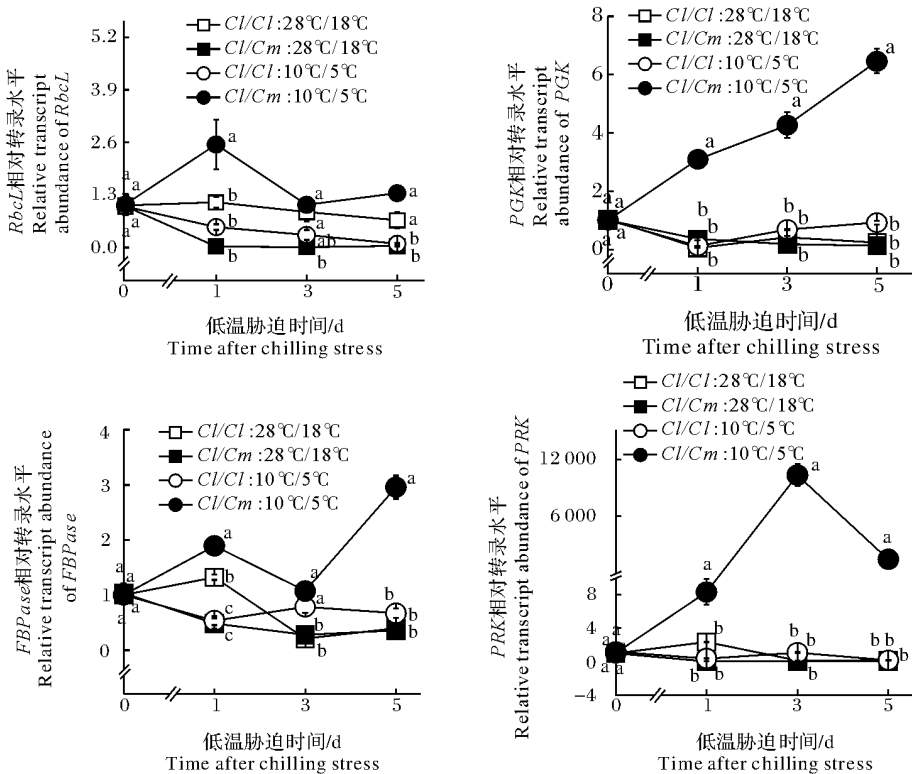 Cl/Cl:28℃/18℃
Cl/Cm:28℃/18℃
Cl/Cl:10℃/5℃
Cl/Cm:10℃/5℃
RbcL相对转录水平
Relative transcript
abundance of RbcL
5.2
3.9
2.6
1.3
0.0
a
a
a
a
a
b
b
b
a
a
a
ab
b
a
a
b
b
0
1
3
5
低温胁迫时间/d
Time after chilling stress
Cl/Cl:28℃/18℃
Cl/Cm:28℃/18℃
Cl/Cl:10℃/5℃
Cl/Cm:10℃/5℃
PGK相对转录水平
Relative transcript
abundance of PGK
8
6
4
2
0
a
a
a
a
a
b
b
b
a
b
b
b
a
b
b
b
0
1
3
5
低温胁迫时间/d
Time after chilling stress
Cl/Cl:28℃/18℃
Cl/Cm:28℃/18℃
Cl/Cl:10℃/5℃
Cl/Cm:10℃/5℃
FBPase相对转录水平
Relative transcript abundance
of FBPase
4
3
2
1
0
a
a
a
a
a
b
c
c
a
a
b
b
a
b
b
b
0
1
3
5
低温胁迫时间/d
Time after chilling stress
Cl/Cl:28℃/18℃
Cl/Cm:28℃/18℃
Cl/Cl:10℃/5℃
Cl/Cm:10℃/5℃
PRK相对转录水平
Relative transcript abundance of PRK
12 000
6 000
8
4
0
−4
a
a
a a
a
b
b b
a
b
b b
a
b b
b
0
1
3
5
低温胁迫时间/d
Time after chilling stress